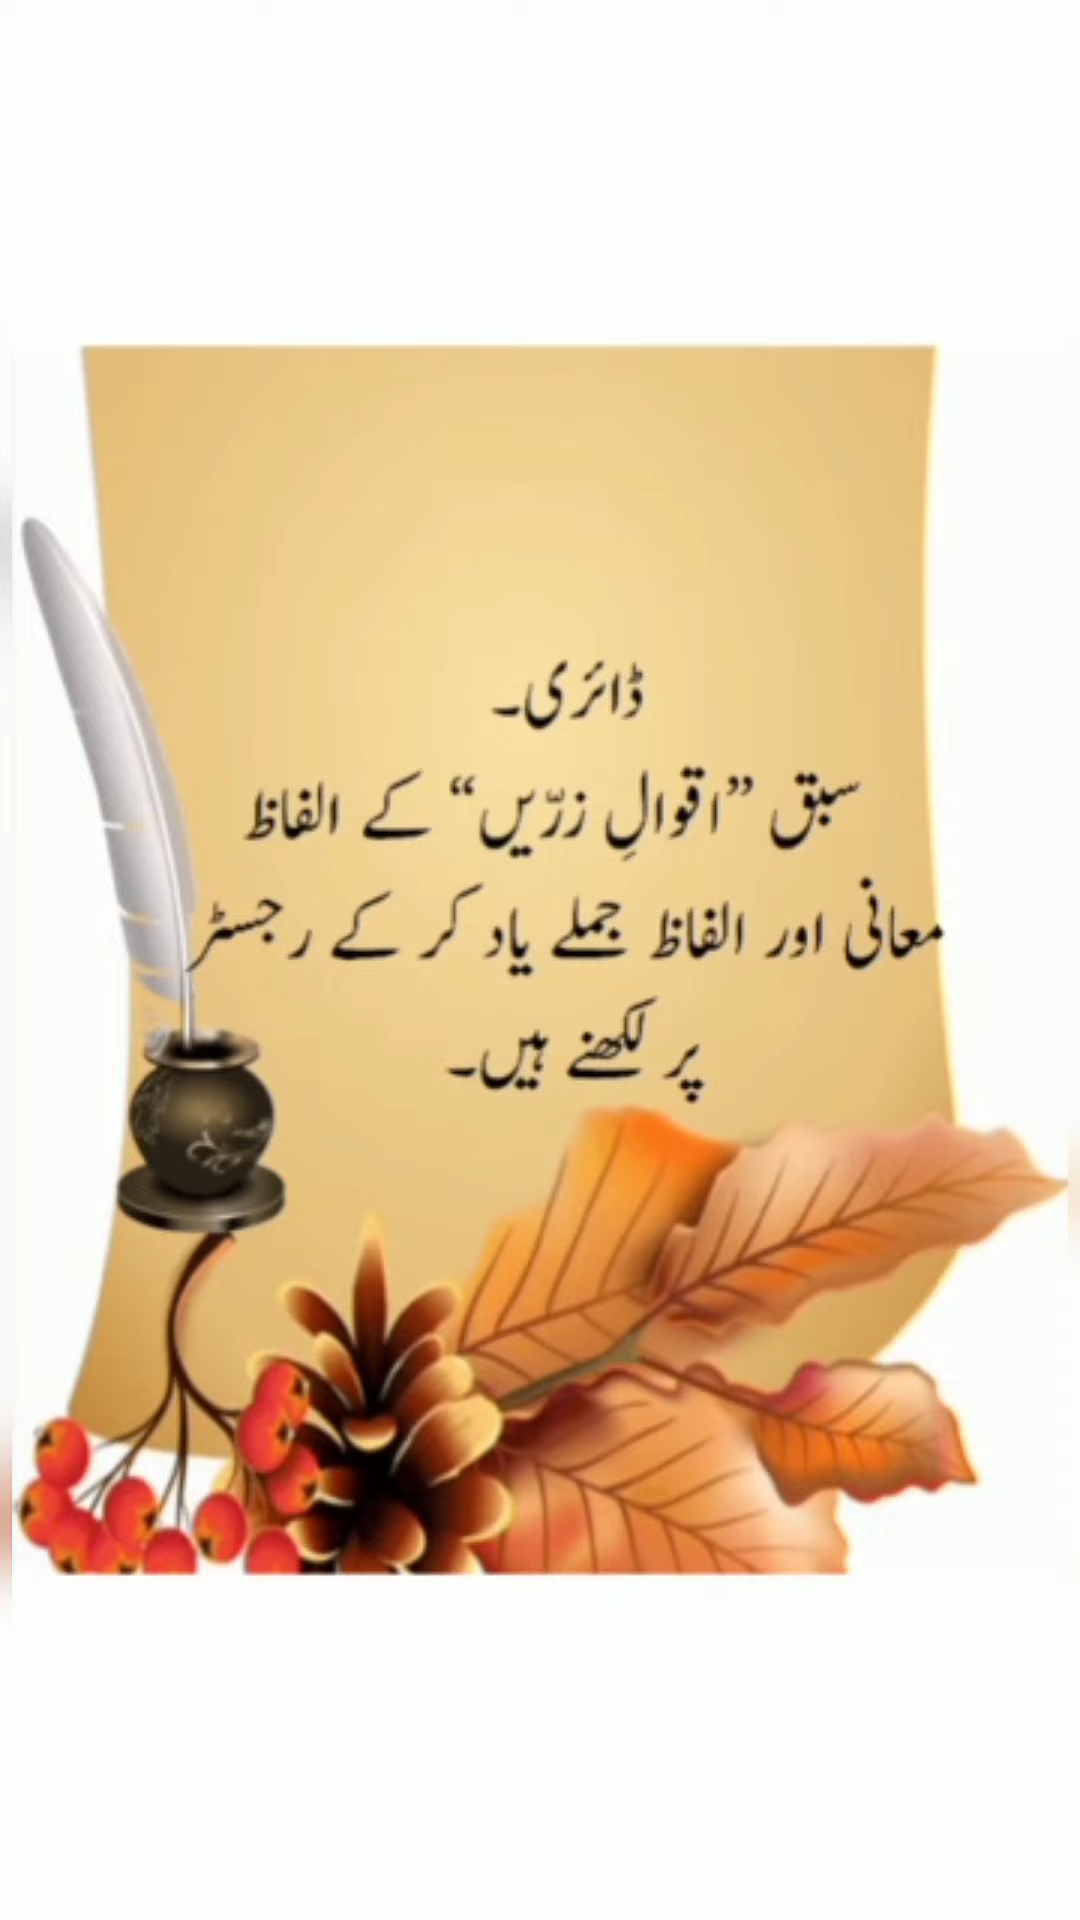 ڈائری۔
سبق ”اقوالِ زرّیں“ کے الفاظ
معانی اور الفاظ جملے یاد کر کے رجسٹر
پر لکھنے ہیں۔